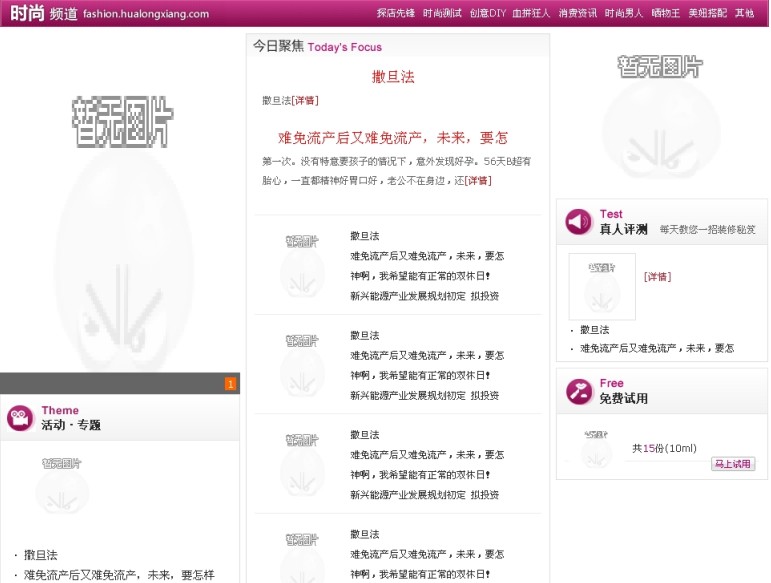 时尚 频道 fashion.hualongxiang.com
探店先锋 时尚测试 创意DIY 血拼狂人 消费资讯 时尚男人 晒物王 美妞搭配 其他
暂无图片
1
Theme
活动·专题
暂无图片
· 撒旦法
· 难免流产后又难免流产，未来，要怎样
今日聚焦 Today's Focus
撒旦法
撒旦法[详情]
难免流产后又难免流产，未来，要怎
第一次。没有特意要孩子的情况下，意外发现好孕。56天B超有
胎心，一直都精神好胃口好，老公不在身边，还[详情]
暂无图片
撒旦法
难免流产后又难免流产，未来，要怎
神啊，我希望能有正常的双休日!
新兴能源产业发展规划初定 拟投资
暂无图片
撒旦法
难免流产后又难免流产，未来，要怎
神啊，我希望能有正常的双休日!
新兴能源产业发展规划初定 拟投资
暂无图片
撒旦法
难免流产后又难免流产，未来，要怎
神啊，我希望能有正常的双休日!
新兴能源产业发展规划初定 拟投资
暂无图片
撒旦法
难免流产后又难免流产，未来，要怎
神啊，我希望能有正常的双休日!
暂无图片
Test
真人评测 每天教您一招装修秘笈
暂无图片
[详情]
· 撒旦法
· 难免流产后又难免流产，未来，要怎
Free
免费试用
暂无图片
共15份(10ml)
马上试用